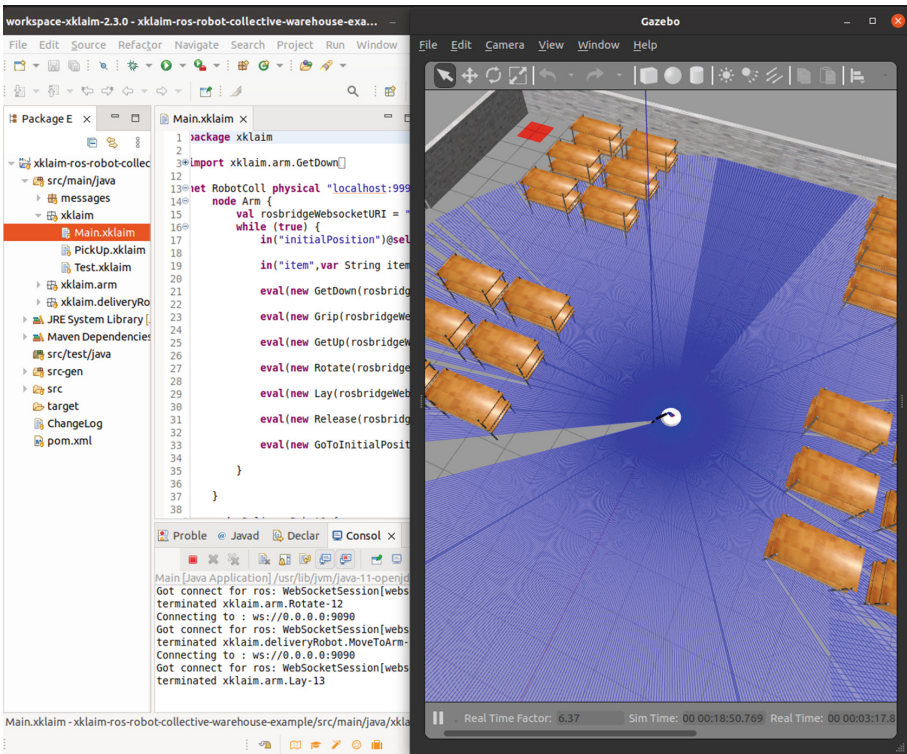 workspace-xklaim-2.3.0 - xklaim-ros-robot-collective-warehouse-exa...
File Edit Source Refactor Navigate Search Project Run Window
Package E
xklaim-ros-robot-collec
src/main/java
messages
xklaim
Main.xklaim
PickUp.xklaim
Test.xklaim
xklaim.arm
xklaim.deliveryRo
JRE System Library [
Maven Dependencies
src/test/java
src-gen
src
target
ChangeLog
pom.xml
Main.xklaim
1 package xklaim
2
3 import xklaim.arm.GetDown
12
13 net RobotColl physical "localhost:999
14 node Arm {
15 val rosbridgeWebsocketURI = "
16 while (true) {
17 in("initialPosition")@sel
18
19 in("item",var String item
20
21 eval(new GetDown(rosbridg
22
23 eval(new Grip(rosbridgeWe
24
25 eval(new GetUp(rosbridgeW
26
27 eval(new Rotate(rosbridge
28
29 eval(new Lay(rosbridgeWeb
30
31 eval(new Release(rosbridg
32
33 eval(new GoToInitialPosit
34
35 }
36
37 }
38
Proble Javad Declar Consol
Main [Java Application] /usr/lib/jvm/java-11-openjd
Got connect for ros: WebSocketSession[webs
terminated xklaim.arm.Rotate-12
Connecting to : ws://0.0.0.0:9090
Got connect for ros: WebSocketSession[webs
terminated xklaim.deliveryRobot.MoveToArm-
Connecting to : ws://0.0.0.0:9090
Got connect for ros: WebSocketSession[webs
terminated xklaim.arm.Lay-13
Main.xklaim - xklaim-ros-robot-collective-warehouse-example/src/main/java/xkla
Gazebo
File Edit Camera View Window Help
Real Time Factor: 6.37 Sim Time: 00 00:18:50.769 Real Time: 00 00:03:17.8